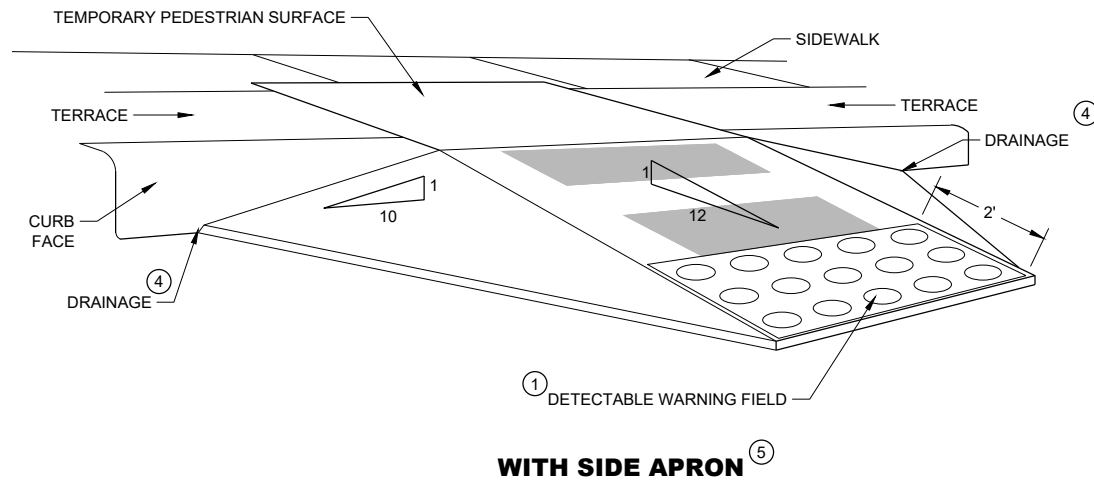 TEMPORARY PEDESTRIAN SURFACE
SIDEWALK
TERRACE
TERRACE
4
DRAINAGE
1
10
1
12
2'
CURB
FACE
4
DRAINAGE
1
DETECTABLE WARNING FIELD
WITH SIDE APRON 5